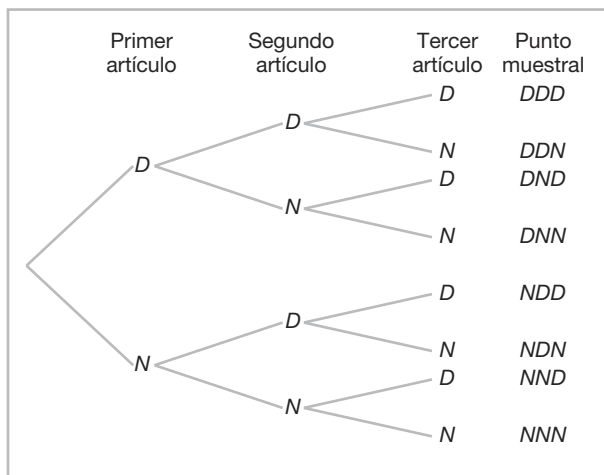 Primer artículo Segundo artículo Tercer artículo Punto muestral
D DDD
D
N DDN
D
D DND
N
N DNN
D NDD
D
N NDN
N
D NND
N
N NNN